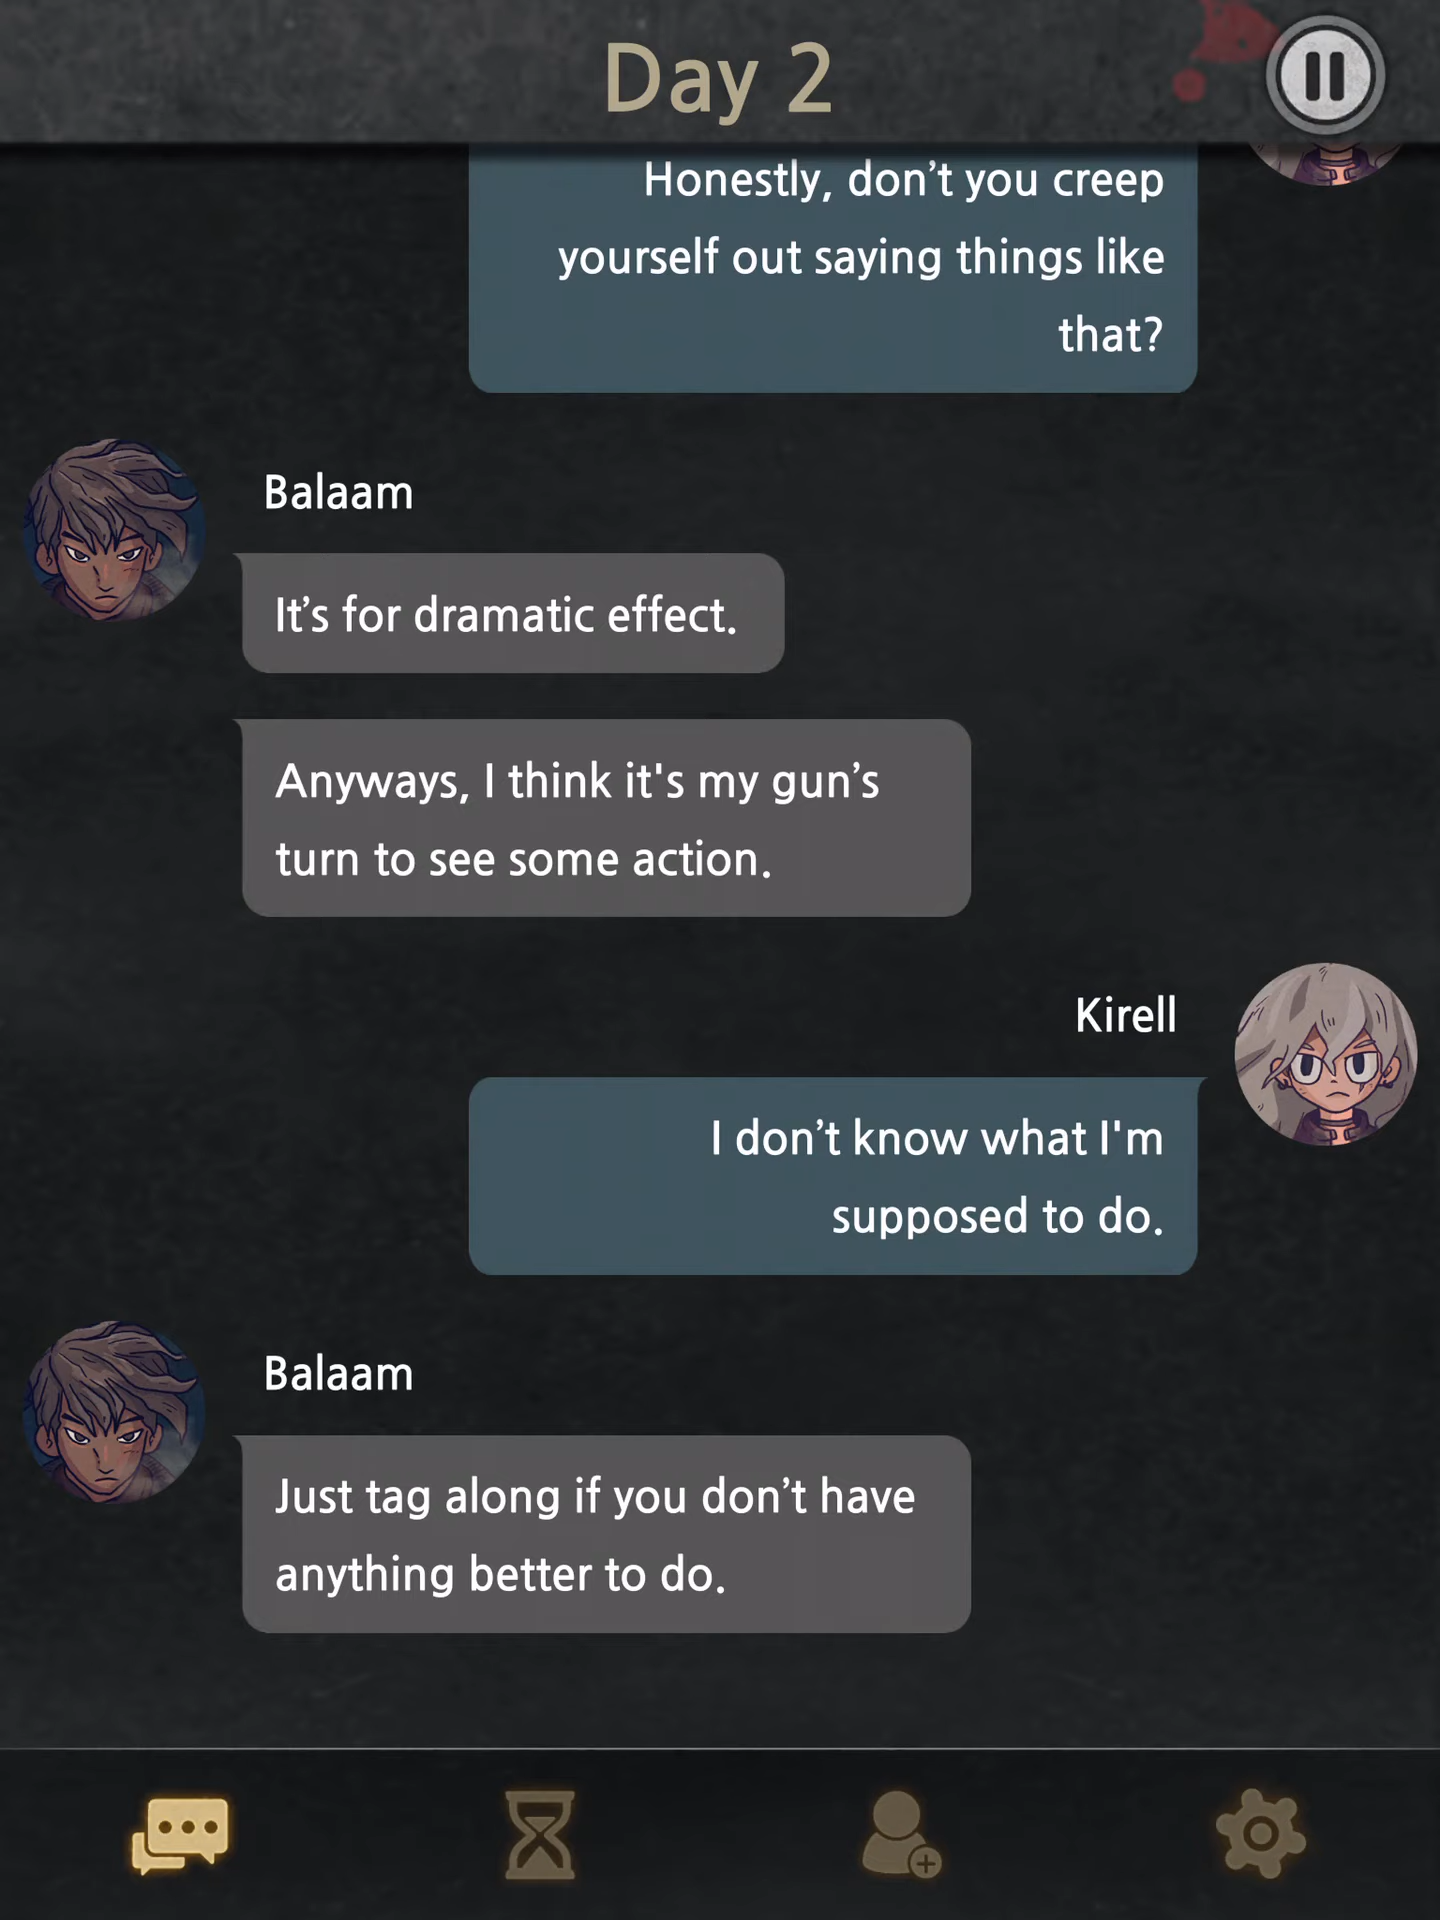 Day 2
Honestly, don’t you creep
yourself out saying things like
that?
Balaam
It’s for dramatic effect.
Anyways, I think it's my gun’s
turn to see some action.
Kirell
I don’t know what I'm
supposed to do.
Balaam
Just tag along if you don’t have
anything better to do.